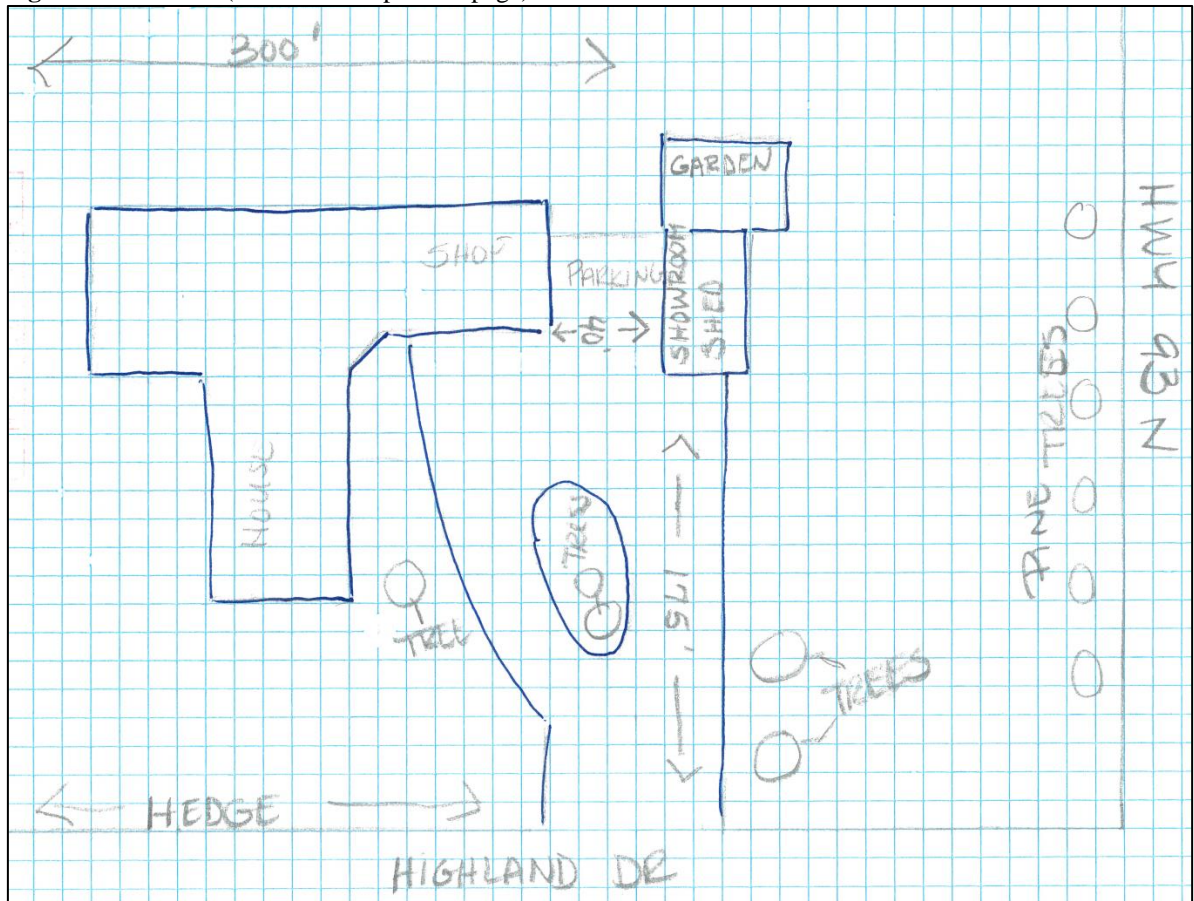 300'
GARDEN
SHOP
PARKING
40'
SHOWROOM
SHED
HWY 93 N
PINE TREES
HOUSE
TREES
175'
TREE
TREES
HEDGE
HIGHLAND DR